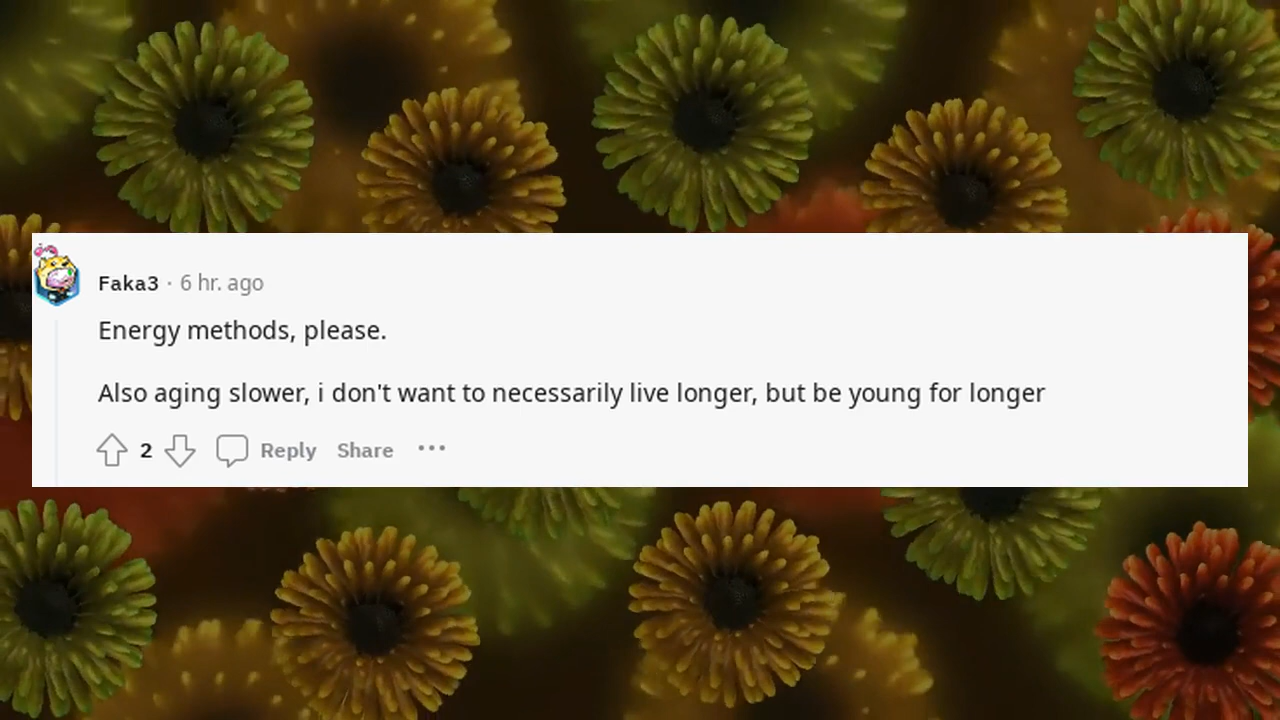 Faka3 · 6 hr. ago
Energy methods, please.
Also aging slower, i don't want to necessarily live longer, but be young for longer
2 Reply Share ···